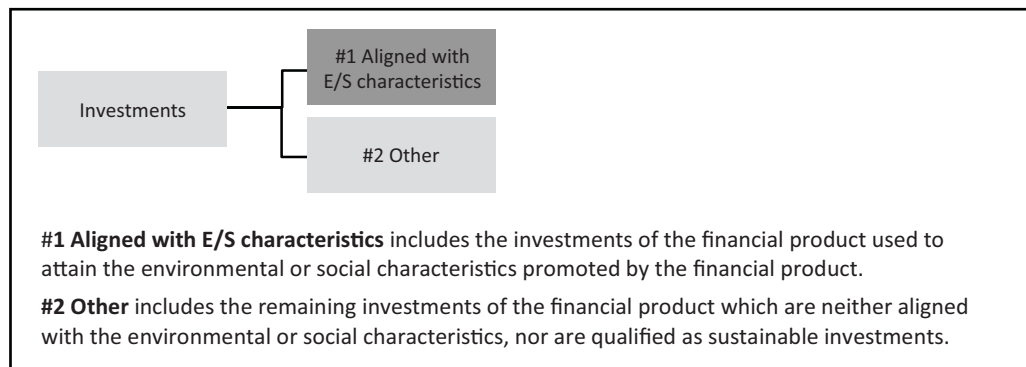 #1 Aligned with
E/S characteristics
Investments
#2 Other
#1 Aligned with E/S characteristics includes the investments of the financial product used to
attain the environmental or social characteristics promoted by the financial product.
#2 Other includes the remaining investments of the financial product which are neither aligned
with the environmental or social characteristics, nor are qualified as sustainable investments.